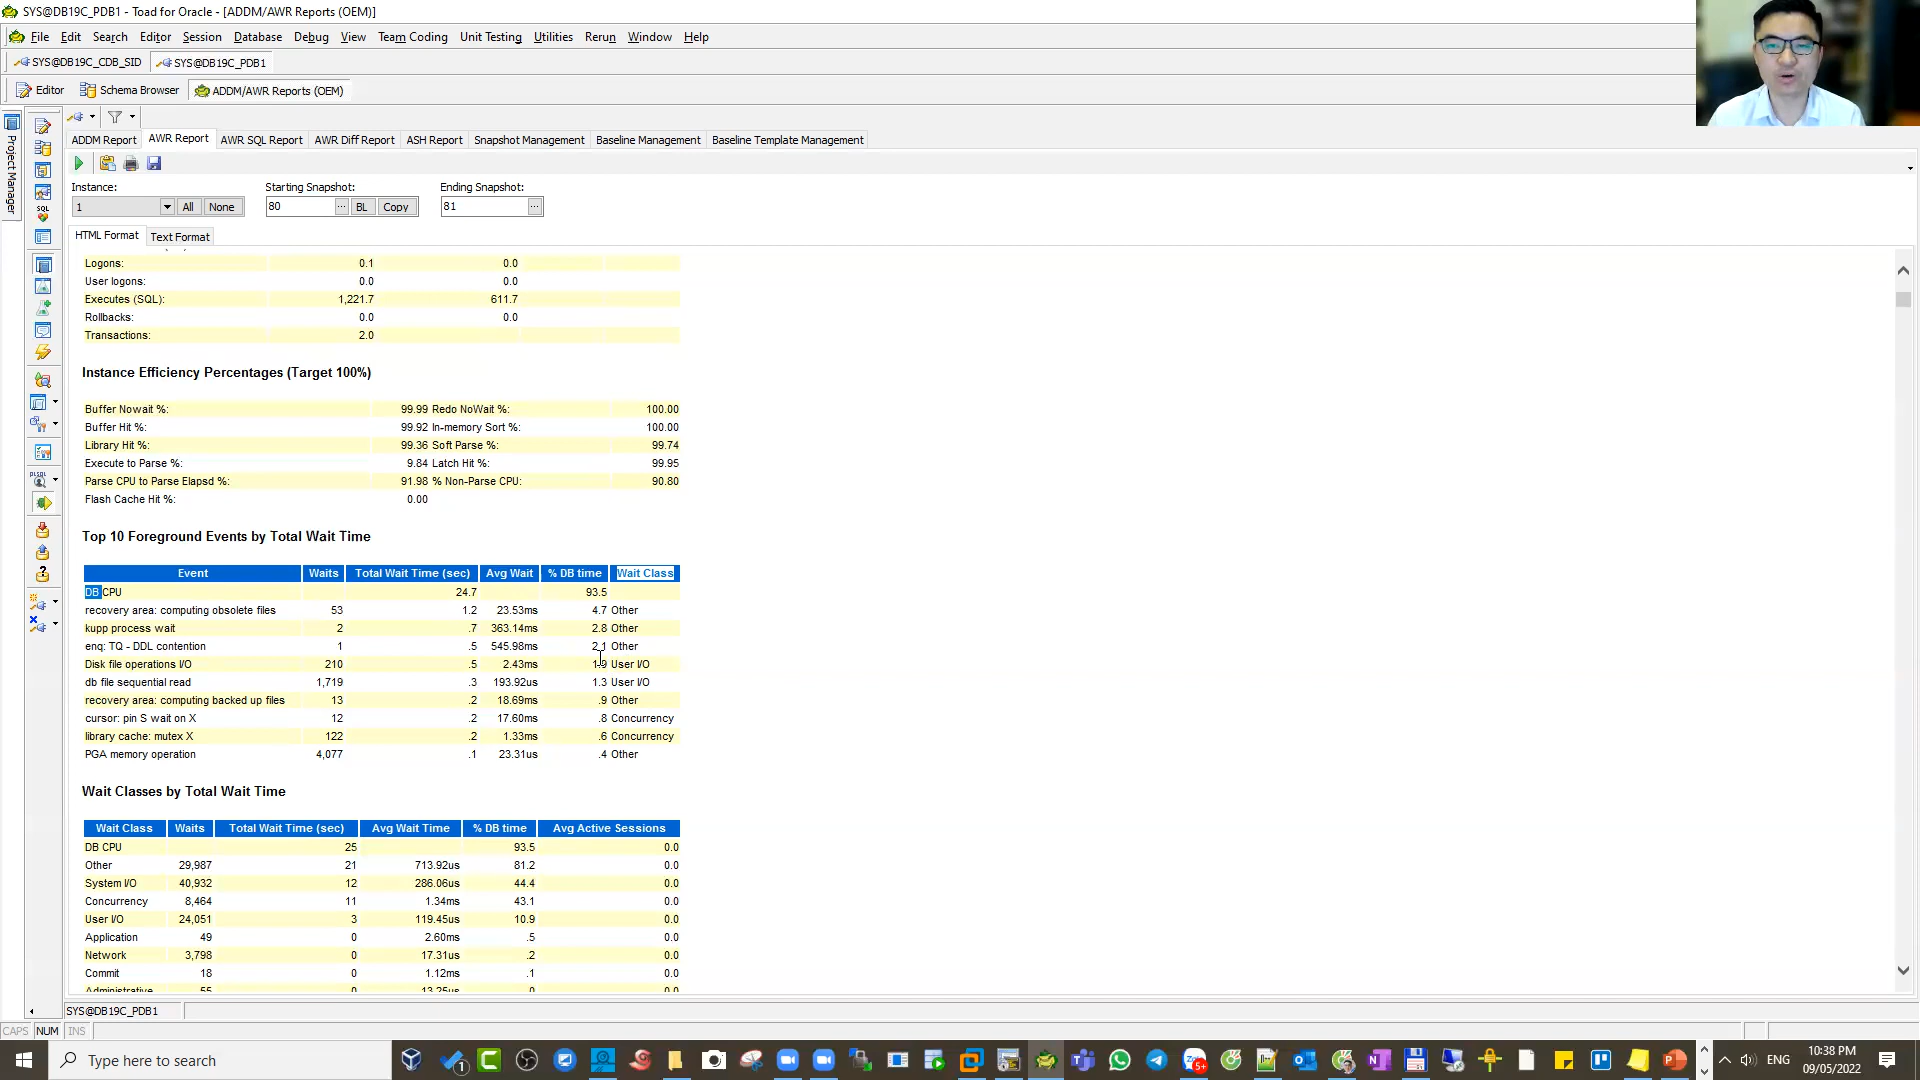 SYS@DB19C_PDB1 - Toad for Oracle - [ADDM/AWR Reports (OEM)]
File Edit Search Editor Session Database Debug View Team Coding Unit Testing Utilities Rerun Window Help
SYS@DB19C_CDB_SID SYS@DB19C_PDB1
Editor Schema Browser ADDM/AWR Reports (OEM)
Project Manager
ADDM Report AWR Report AWR SQL Report AWR Diff Report ASH Report Snapshot Management Baseline Management Baseline Template Management
Instance: Starting Snapshot: Ending Snapshot:
1 All None 80 ... BL Copy 81 ...
HTML Format Text Format
Logons: 0.1 0.0
User logons: 0.0 0.0
Executes (SQL): 1,221.7 611.7
Rollbacks: 0.0 0.0
Transactions: 2.0
Instance Efficiency Percentages (Target 100%)
Buffer Nowait %: 99.99 Redo NoWait %: 100.00
Buffer Hit %: 99.92 In-memory Sort %: 100.00
Library Hit %: 99.36 Soft Parse %: 99.74
Execute to Parse %: 9.84 Latch Hit %: 99.95
Parse CPU to Parse Elapsd %: 91.98 % Non-Parse CPU: 90.80
Flash Cache Hit %: 0.00
Top 10 Foreground Events by Total Wait Time
Event Waits Total Wait Time (sec) Avg Wait % DB time Wait Class
DB CPU 24.7 93.5
recovery area: computing obsolete files 53 1.2 23.53ms 4.7 Other
kupp process wait 2 .7 363.14ms 2.8 Other
enq: TQ - DDL contention 1 .5 545.98ms 2.1 Other
Disk file operations I/O 210 .5 2.43ms 1.9 User I/O
db file sequential read 1,719 .3 193.92us 1.3 User I/O
recovery area: computing backed up files 13 .2 18.69ms .9 Other
cursor: pin S wait on X 12 .2 17.60ms .8 Concurrency
library cache: mutex X 122 .2 1.33ms .6 Concurrency
PGA memory operation 4,077 .1 23.31us .4 Other
Wait Classes by Total Wait Time
Wait Class Waits Total Wait Time (sec) Avg Wait Time % DB time Avg Active Sessions
DB CPU 25 93.5 0.0
Other 29,987 21 713.92us 81.2 0.0
System I/O 40,932 12 286.06us 44.4 0.0
Concurrency 8,464 11 1.34ms 43.1 0.0
User I/O 24,051 3 119.45us 10.9 0.0
Application 49 0 2.60ms .5 0.0
Network 3,798 0 17.31us .2 0.0
Commit 18 0 1.12ms .1 0.0
Administrative 55 0 13.25us .0 0.0
SYS@DB19C_PDB1
CAPS NUM INS
Type here to search
ENG
10:38 PM
09/05/2022